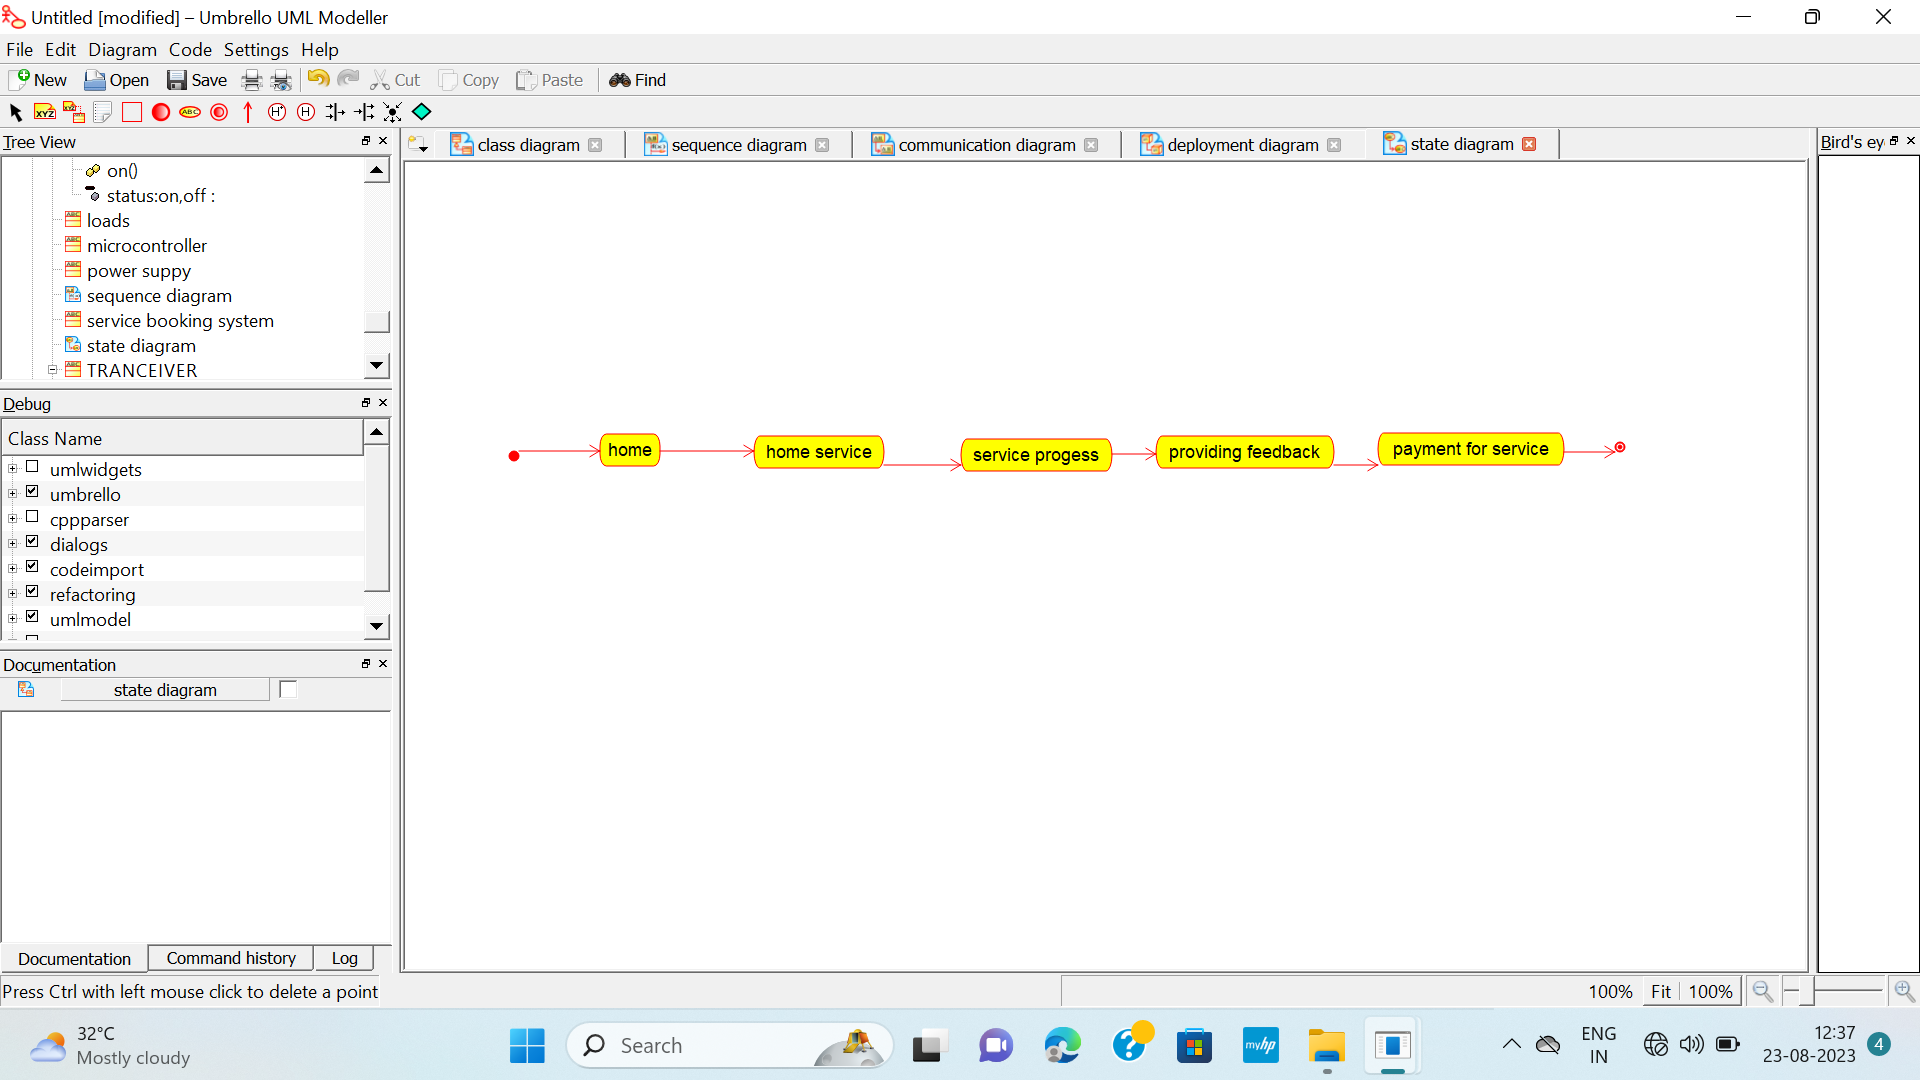 Untitled [modified] – Umbrello UML Modeller
File Edit Diagram Code Settings Help
New Open Save Cut Copy Paste Find
XYZ XYZ ABC H* H
Tree View
class diagram sequence diagram communication diagram deployment diagram state diagram
Bird's ey
on()
status:on,off :
loads
microcontroller
power suppy
sequence diagram
service booking system
state diagram
TRANCEIVER
Debug
Class Name
umlwidgets
umbrello
cppparser
dialogs
codeimport
refactoring
umlmodel
home home service service progess providing feedback payment for service
Documentation
state diagram
Documentation Command history Log
Press Ctrl with left mouse click to delete a point
100% Fit 100%
32°C
Mostly cloudy
Search
myhp
ENG
IN
12:37
23-08-2023
4